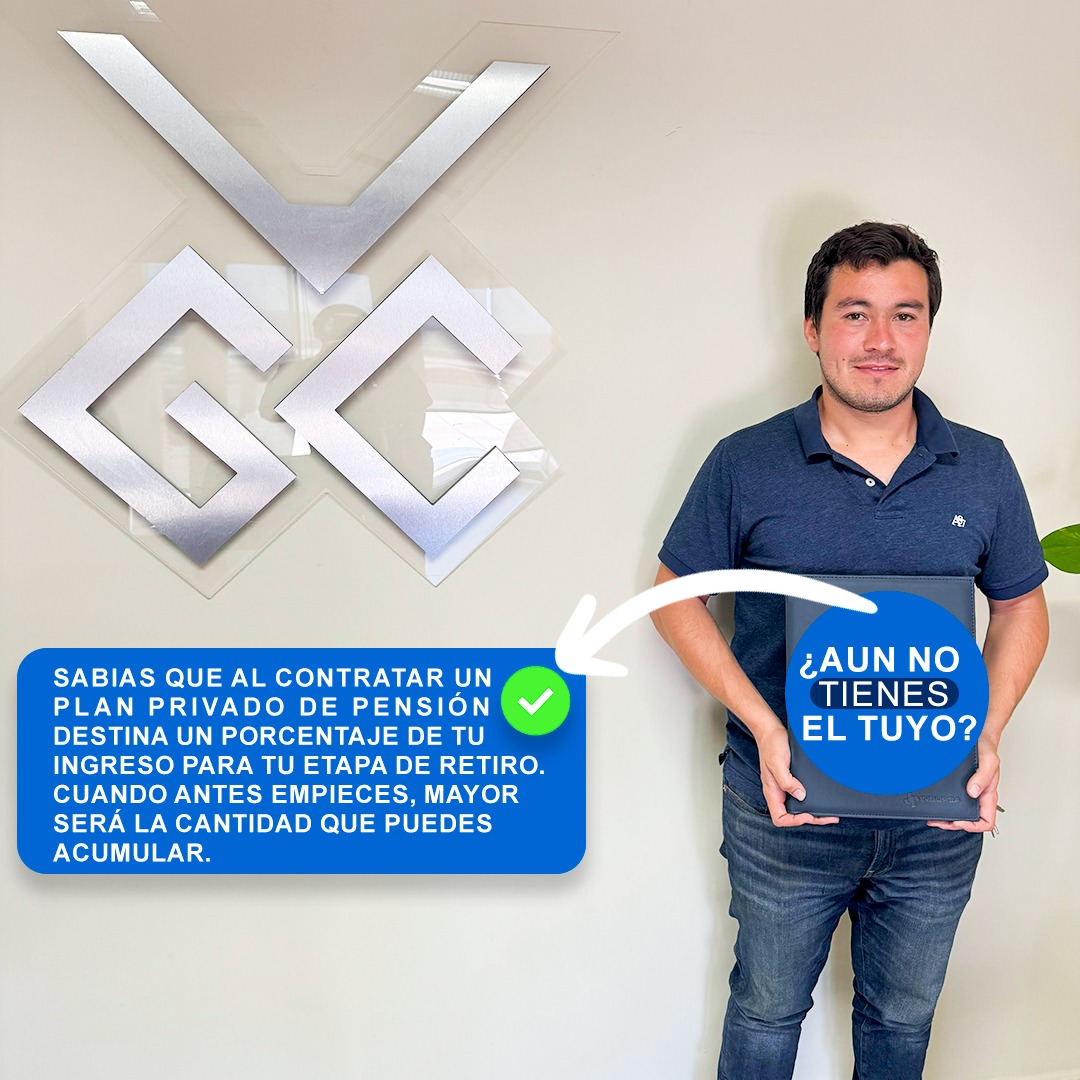 V
GC
SABIAS QUE AL CONTRATAR UN
PLAN PRIVADO DE PENSIÓN
DESTINA UN PORCENTAJE DE TU
INGRESO PARA TU ETAPA DE RETIRO.
CUANDO ANTES EMPIECES, MAYOR
SERÁ LA CANTIDAD QUE PUEDES
ACUMULAR.
¿AUN NO
TIENES
EL TUYO?